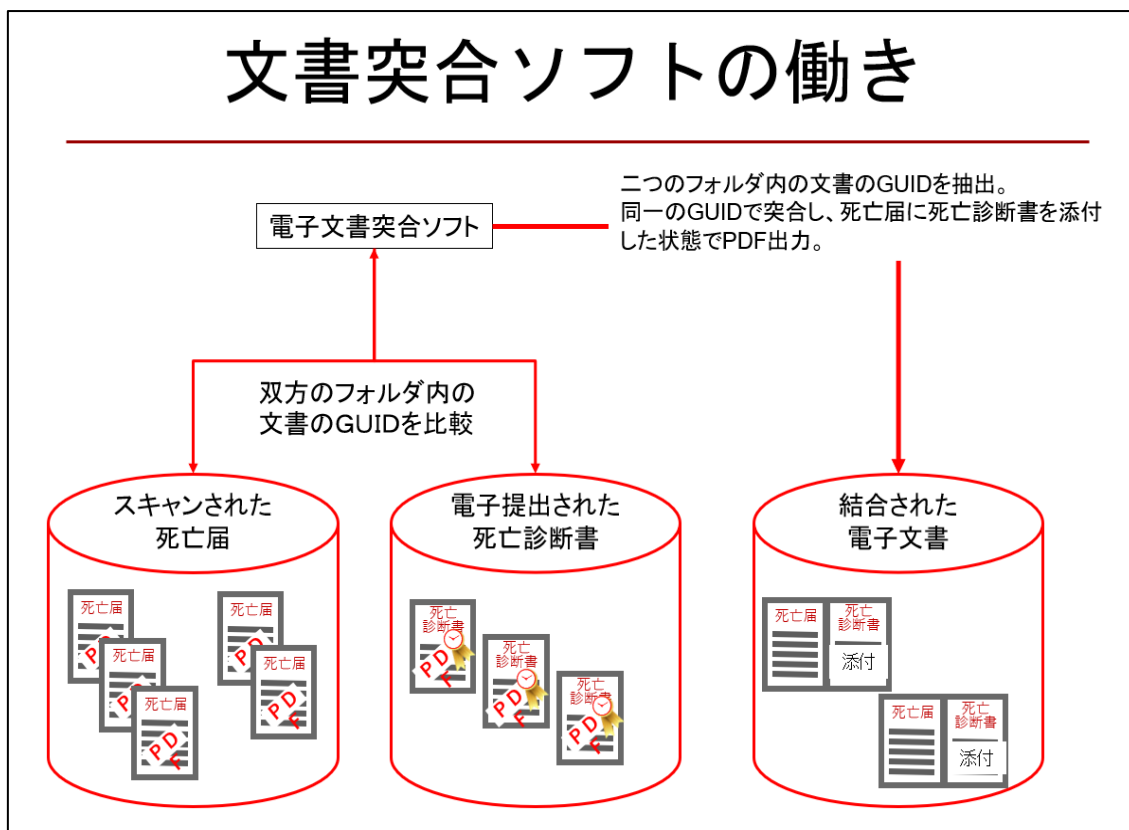 文書突合ソフトの働き
二つのフォルダ内の文書のGUIDを抽出。
同一のGUIDで突合し、死亡届に死亡診断書を添付
した状態でPDF出力。
電子文書突合ソフト
双方のフォルダ内の
文書のGUIDを比較
スキャンされた
死亡届
電子提出された
死亡診断書
結合された
電子文書
死亡届
PDF
死亡届
死亡届
PDF
死亡届
PD
死亡届
PDF
死亡
診断書
PDF
死亡
診断書
PDF
死亡
診断書
PDF
死亡届
死亡
診断書
添付
死亡届
死亡
診断書
添付